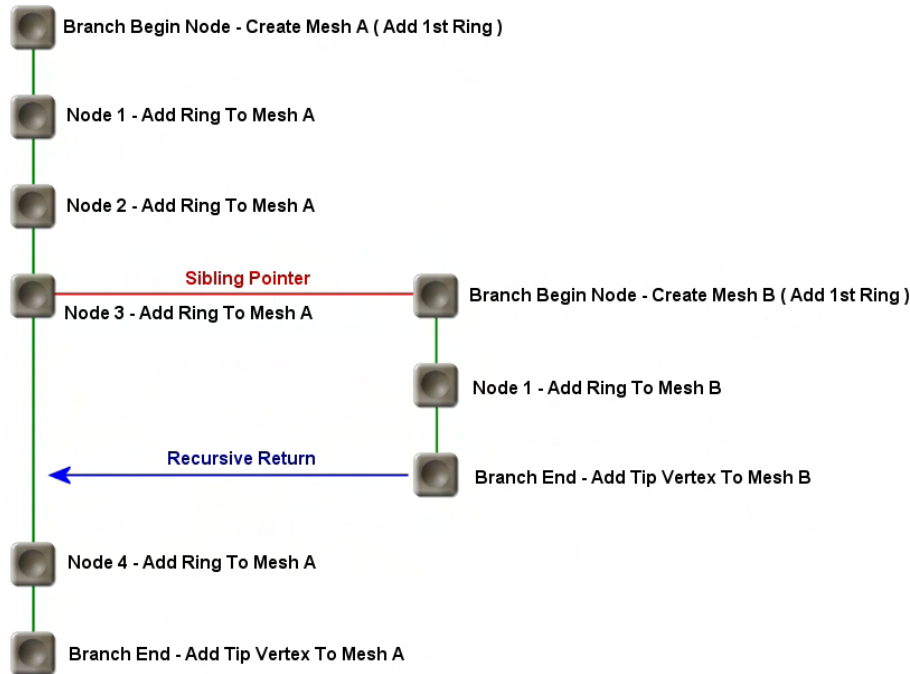 Branch Begin Node - Create Mesh A ( Add 1st Ring )
Node 1 - Add Ring To Mesh A
Node 2 - Add Ring To Mesh A
Sibling Pointer
Node 3 - Add Ring To Mesh A
Branch Begin Node - Create Mesh B ( Add 1st Ring )
Node 1 - Add Ring To Mesh B
Recursive Return
Branch End - Add Tip Vertex To Mesh B
Node 4 - Add Ring To Mesh A
Branch End - Add Tip Vertex To Mesh A